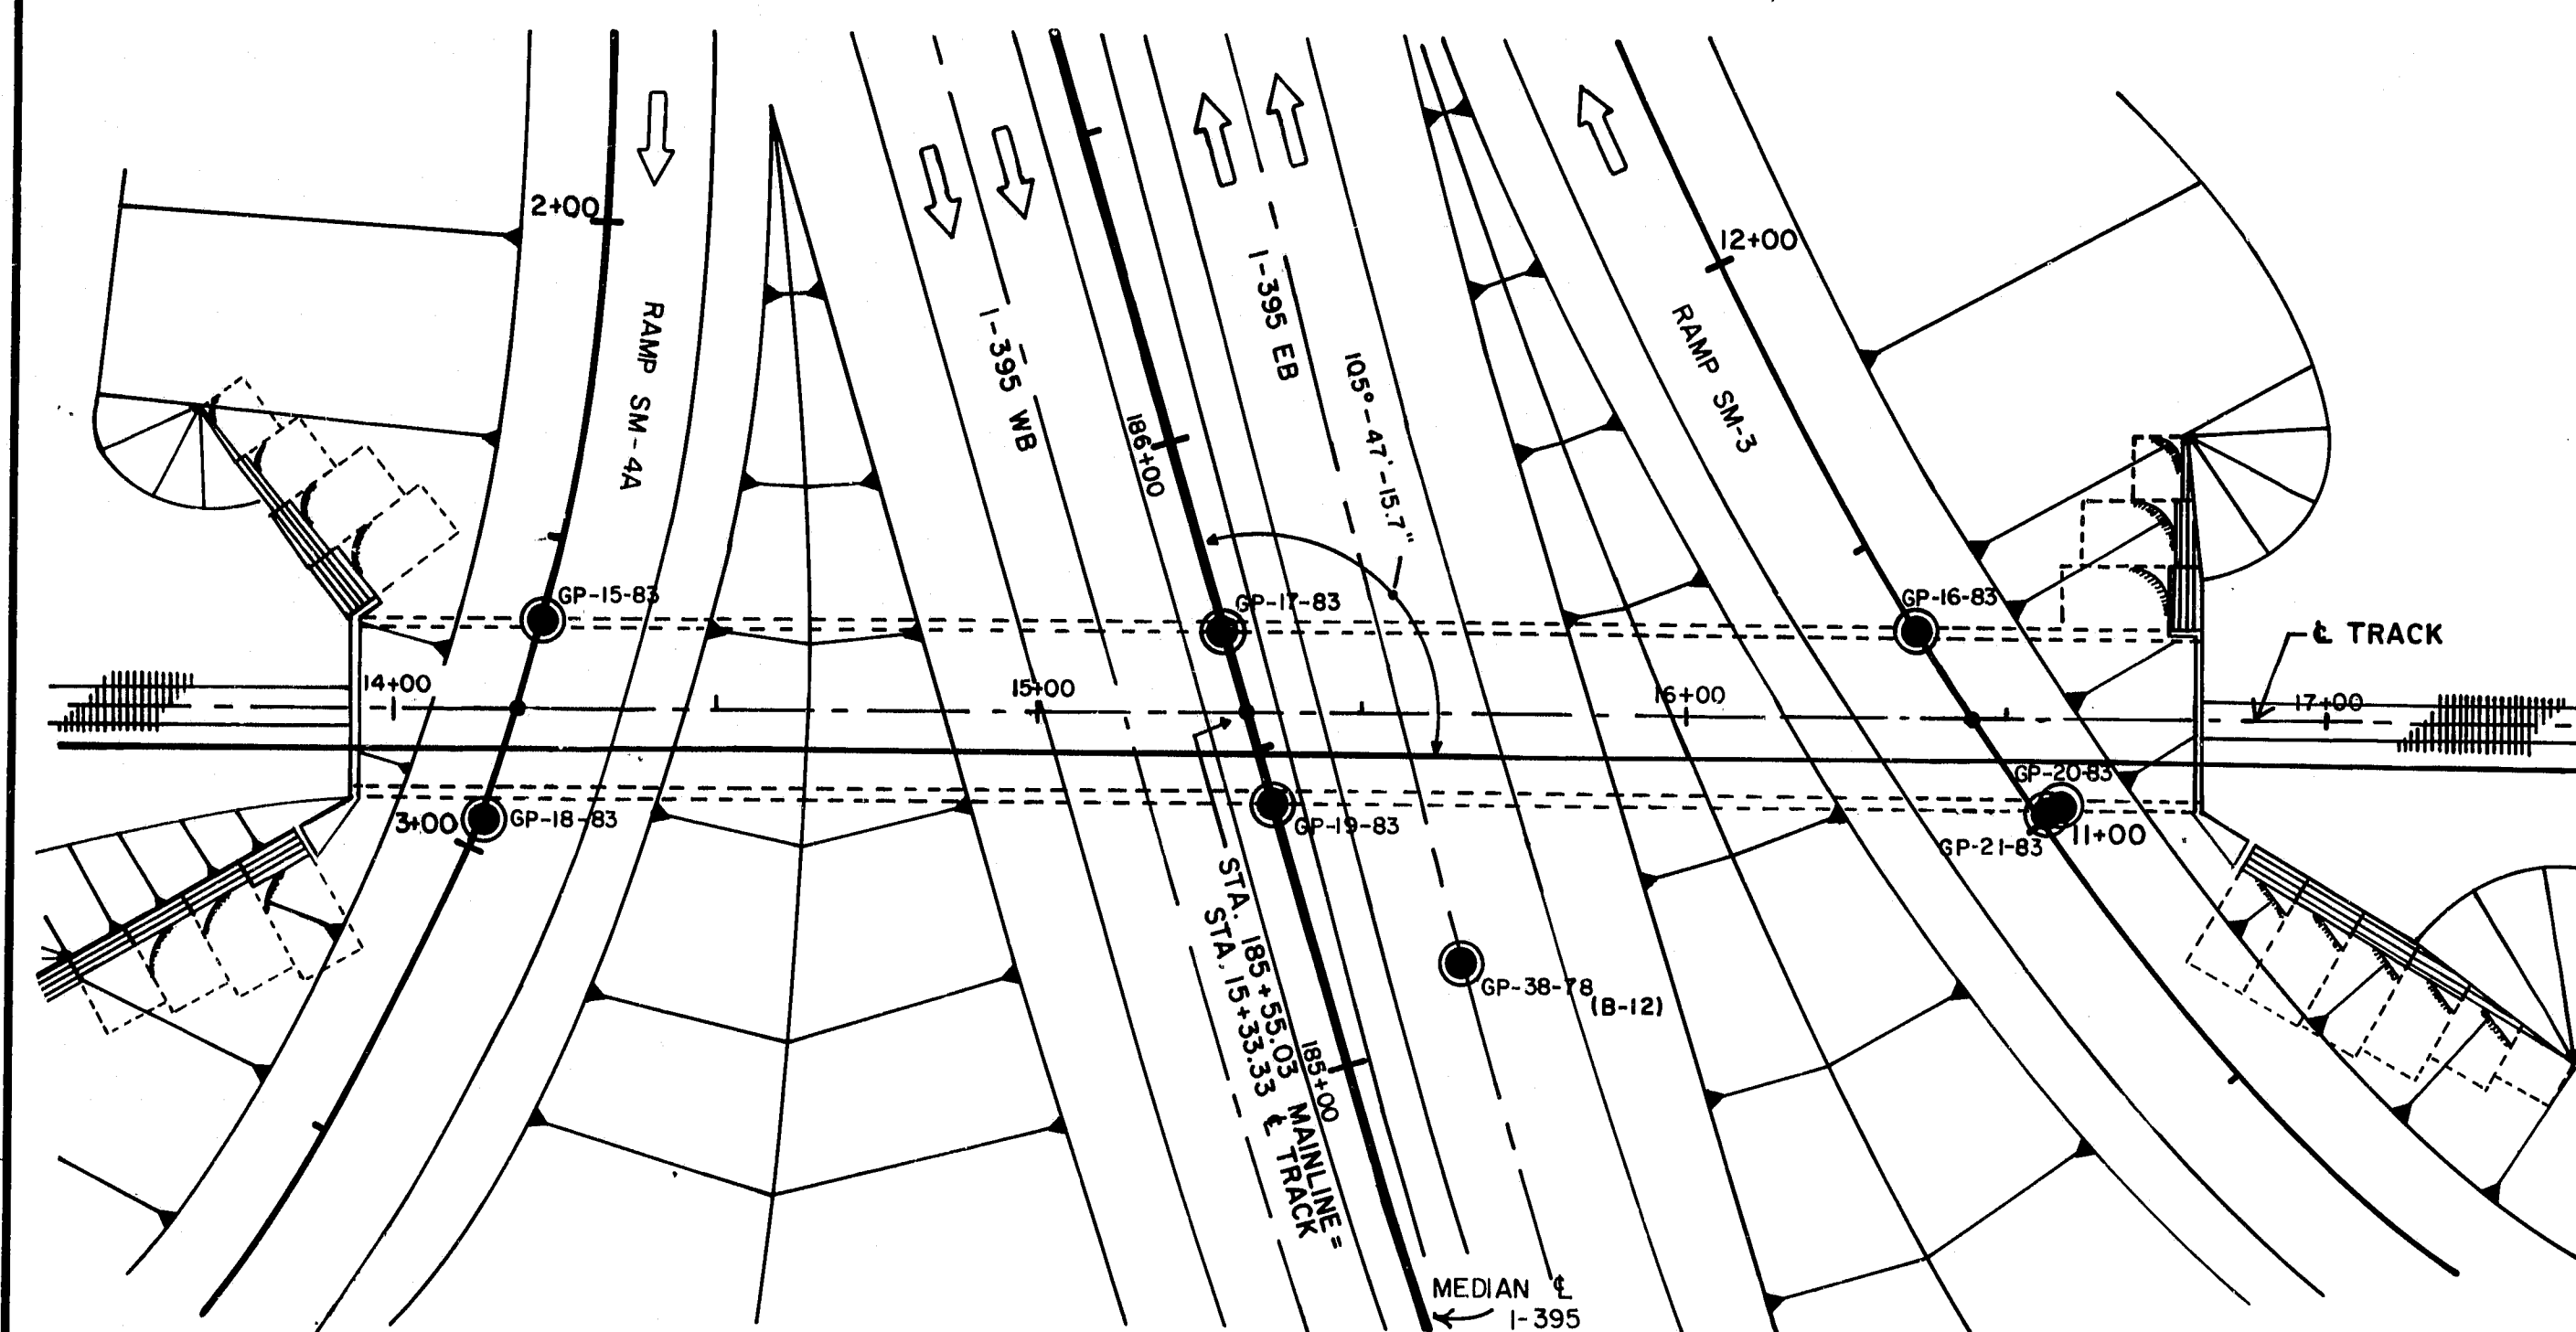 2+00
12+00
RAMP SM-4A
I-395 WB
I-395 EB
105°-47'-15.7"
RAMP SM-3
186+00
GP-15-83
GP-17-83
GP-16-83
℄ TRACK
14+00
15+00
16+00
17+00
GP-20-83
3+00
GP-18-83
GP-19-83
GP-21-83
11+00
GP-38-78
(B-12)
STA. 185+55.03 MAINLINE =
STA. 15+33.33 ℄ TRACK
185+00
MEDIAN ℄
I-395